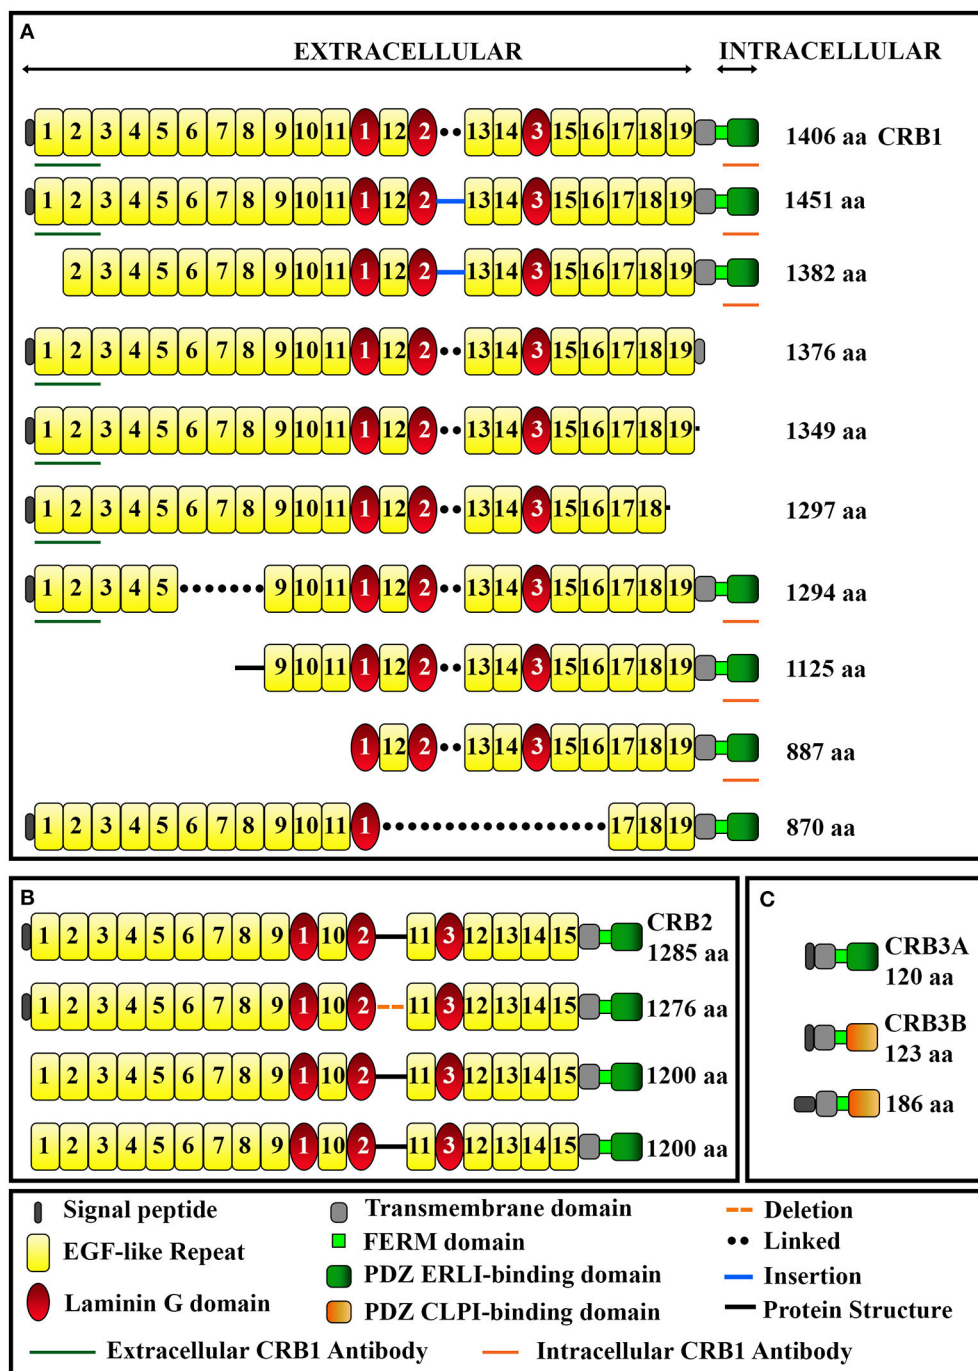 A
EXTRACELLULAR INTRACELLULAR
1 2 3 4 5 6 7 8 9 10 11 1 12 2 13 14 3 15 16 17 18 19 1406 aa CRB1
1 2 3 4 5 6 7 8 9 10 11 1 12 2 13 14 3 15 16 17 18 19 1451 aa
2 3 4 5 6 7 8 9 10 11 1 12 2 13 14 3 15 16 17 18 19 1382 aa
1 2 3 4 5 6 7 8 9 10 11 1 12 2 13 14 3 15 16 17 18 19 1376 aa
1 2 3 4 5 6 7 8 9 10 11 1 12 2 13 14 3 15 16 17 18 19 1349 aa
1 2 3 4 5 6 7 8 9 10 11 1 12 2 13 14 3 15 16 17 18 1297 aa
1 2 3 4 5 9 10 11 1 12 2 13 14 3 15 16 17 18 19 1294 aa
9 10 11 1 12 2 13 14 3 15 16 17 18 19 1125 aa
1 12 2 13 14 3 15 16 17 18 19 887 aa
1 2 3 4 5 6 7 8 9 10 11 1 17 18 19 870 aa
B
1 2 3 4 5 6 7 8 9 1 10 2 11 3 12 13 14 15 CRB2
1285 aa
1 2 3 4 5 6 7 8 9 1 10 2 11 3 12 13 14 15 1276 aa
1 2 3 4 5 6 7 8 9 1 10 2 11 3 12 13 14 15 1200 aa
1 2 3 4 5 6 7 8 9 1 10 2 11 3 12 13 14 15 1200 aa
C
CRB3A
120 aa
CRB3B
123 aa
186 aa
Signal peptide
EGF-like Repeat
Laminin G domain
Transmembrane domain
FERM domain
PDZ ERLI-binding domain
PDZ CLPI-binding domain
Deletion
Linked
Insertion
Protein Structure
Extracellular CRB1 Antibody
Intracellular CRB1 Antibody